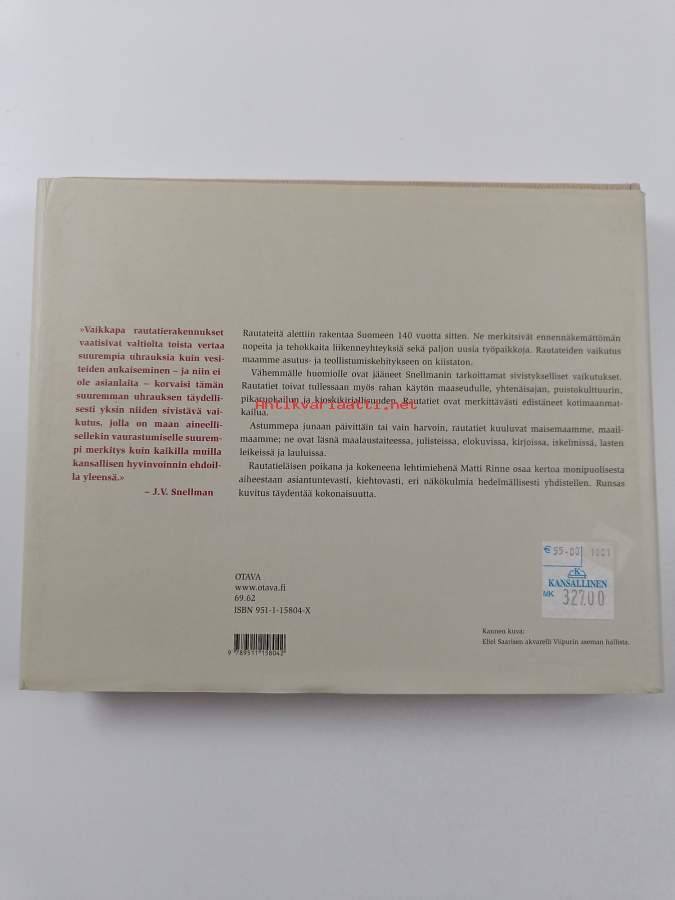 »Vaikkapa rautatierakennukset
vaatisivat valtiolta toista vertaa
suurempia uhrauksia kuin vesi-
teiden aukaiseminen – ja niin ei
ole asianlaita – korvaisi tämän
suuremman uhrauksen täydelli-
sesti yksin niiden sivistävä vai-
kutus, jolla on maan aineelli-
sellekin vaurastumiselle suurem-
pi merkitys kuin kaikilla muilla
kansallisen hyvinvoinnin ehdoil-
la yleensä.»
– J.V. Snellman
Rautateitä alettiin rakentaa Suomeen 140 vuotta sitten. Ne merkitsivät ennennäkemättömän
nopeita ja tehokkaita liikenneyhteyksiä sekä paljon uusia työpaikkoja. Rautateiden vaikutus
maamme asutus- ja teollistumiskehitykseen on kiistaton.
Vähemmälle huomiolle ovat jääneet Snellmanin tarkoittamat sivistykselliset vaikutukset.
Rautatiet toivat tullessaan myös rahan käytön maaseudulle, yhtenäisajan, puistokulttuurin,
pikaruokailun ja kioskikirjallisuuden. Rautatiet ovat merkittävästi edistäneet kotimaanmat-
kailua.
Antikvariaatti.net
Astummepa junaan päivittäin tai vain harvoin, rautatiet kuuluvat maisemaamme, maail-
maamme; ne ovat läsnä maalaustaiteessa, julisteissa, elokuvissa, kirjoissa, iskelmissä, lasten
leikeissä ja lauluissa.
Rautatieläisen poikana ja kokeneena lehtimiehenä Matti Rinne osaa kertoa monipuolisesta
aiheestaan asiantuntevasti, kiehtovasti, eri näkökulmia hedelmällisesti yhdistellen. Runsas
kuvitus täydentää kokonaisuutta.
OTAVA
www.otava.fi
69.62
ISBN 951-1-15804-X
9 789511 158042
€ 55-00 1001
K
KANSALLINEN
MK 327.00
Kannen kuva:
Eliel Saarisen akvarelli Viipurin aseman hallista.